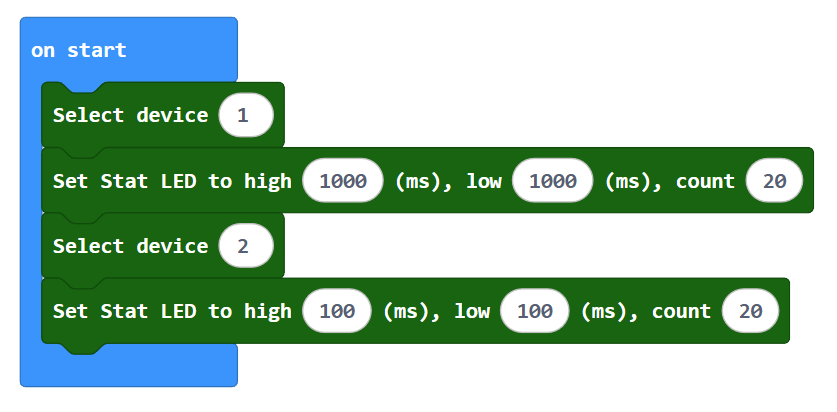 on start
Select device 1
Set Stat LED to high 1000 (ms), low 1000 (ms), count 20
Select device 2
Set Stat LED to high 100 (ms), low 100 (ms), count 20